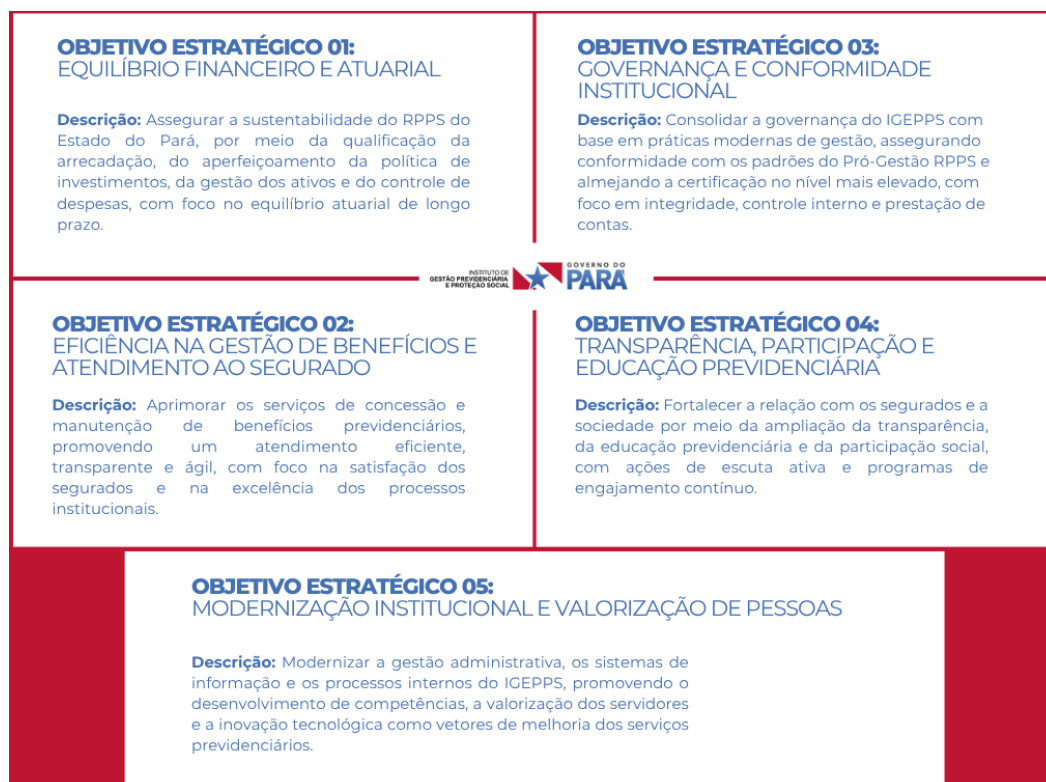 OBJETIVO ESTRATÉGICO 01:
EQUILÍBRIO FINANCEIRO E ATUARIAL
Descrição: Assegurar a sustentabilidade do RPPS do
Estado do Pará, por meio da qualificação da
arrecadação, do aperfeiçoamento da política de
investimentos, da gestão dos ativos e do controle de
despesas, com foco no equilíbrio atuarial de longo
prazo.
OBJETIVO ESTRATÉGICO 03:
GOVERNANÇA E CONFORMIDADE
INSTITUCIONAL
Descrição: Consolidar a governança do IGEPPS com
base em práticas modernas de gestão, assegurando
conformidade com os padrões do Pró-Gestão RPPS e
almejando a certificação no nível mais elevado, com
foco em integridade, controle interno e prestação de
contas.
INSTITUTO DE
GESTÃO PREVIDENCIÁRIA
E PROTEÇÃO SOCIAL
GOVERNO DO
PARÁ
OBJETIVO ESTRATÉGICO 02:
EFICIÊNCIA NA GESTÃO DE BENEFÍCIOS E
ATENDIMENTO AO SEGURADO
Descrição: Aprimorar os serviços de concessão e
manutenção de benefícios previdenciários,
promovendo um atendimento eficiente,
transparente e ágil, com foco na satisfação dos
segurados e na excelência dos processos
institucionais.
OBJETIVO ESTRATÉGICO 04:
TRANSPARÊNCIA, PARTICIPAÇÃO E
EDUCAÇÃO PREVIDENCIÁRIA
Descrição: Fortalecer a relação com os segurados e a
sociedade por meio da ampliação da transparência,
da educação previdenciária e da participação social,
com ações de escuta ativa e programas de
engajamento contínuo.
OBJETIVO ESTRATÉGICO 05:
MODERNIZAÇÃO INSTITUCIONAL E VALORIZAÇÃO DE PESSOAS
Descrição: Modernizar a gestão administrativa, os sistemas de
informação e os processos internos do IGEPPS, promovendo o
desenvolvimento de competências, a valorização dos servidores
e a inovação tecnológica como vetores de melhoria dos serviços
previdenciários.